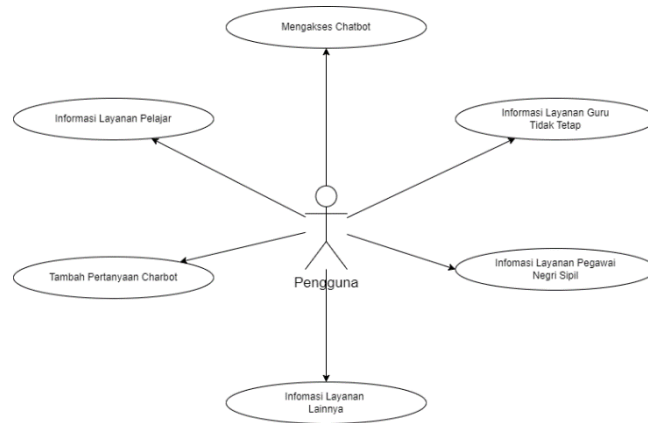 Mengakses Chatbot
Informasi Layanan Pelajar
Informasi Layanan Guru
Tidak Tetap
Tambah Pertanyaan Charbot
Infomasi Layanan Pegawai
Negri Sipil
Pengguna
Infomasi Layanan
Lainnya